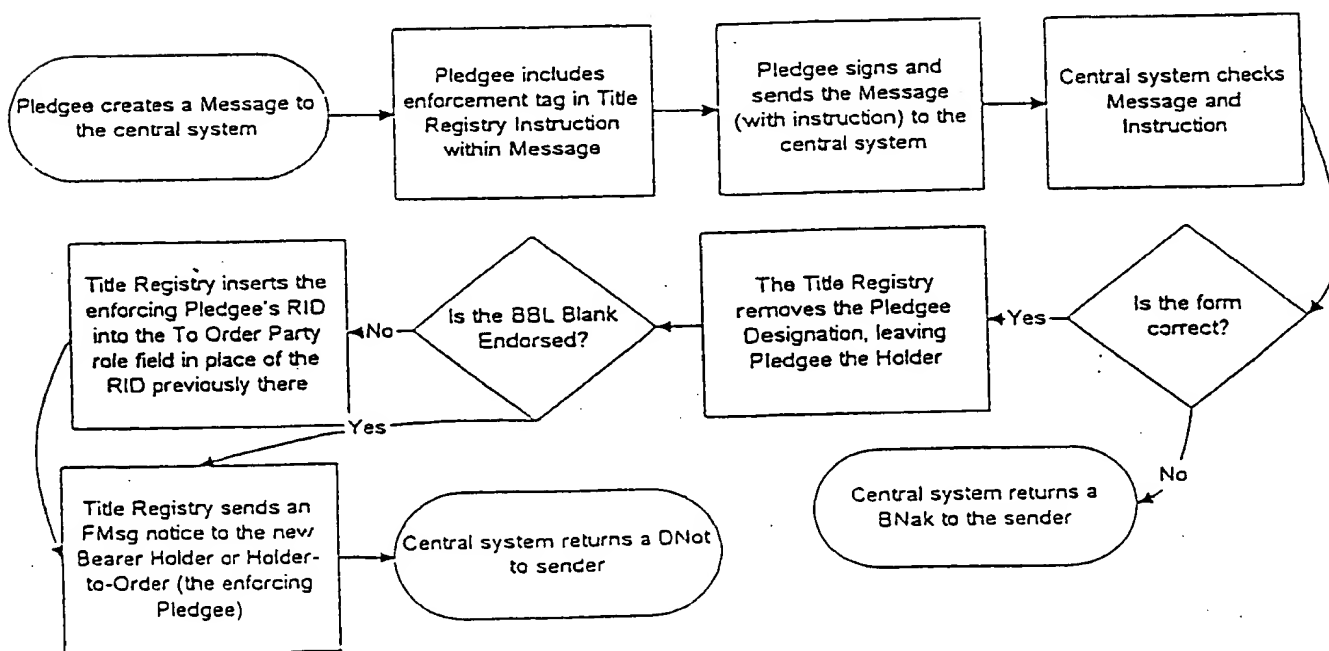 Pledgee creates a Message to
the central system
Pledgee includes
enforcement tag in Title
Registry Instruction
within Message
Pledgee signs and
sends the Message
(with instruction) to the
central system
Central system checks
Message and
Instruction
Is the form
correct?
Yes
No
The Title Registry
removes the Pledgee
Designation, leaving
Pledgee the Holder
Is the BBL Blank
Endorsed?
No
Yes
Title Registry inserts the
enforcing Pledgee's RID
into the To Order Party
role field in place of the
RID previously there
Title Registry sends an
FMsg notice to the new
Bearer Holder or Holder-
to-Order (the enforcing
Pledgee)
Central system returns a DNot
to sender
Central system returns a
BNak to the sender